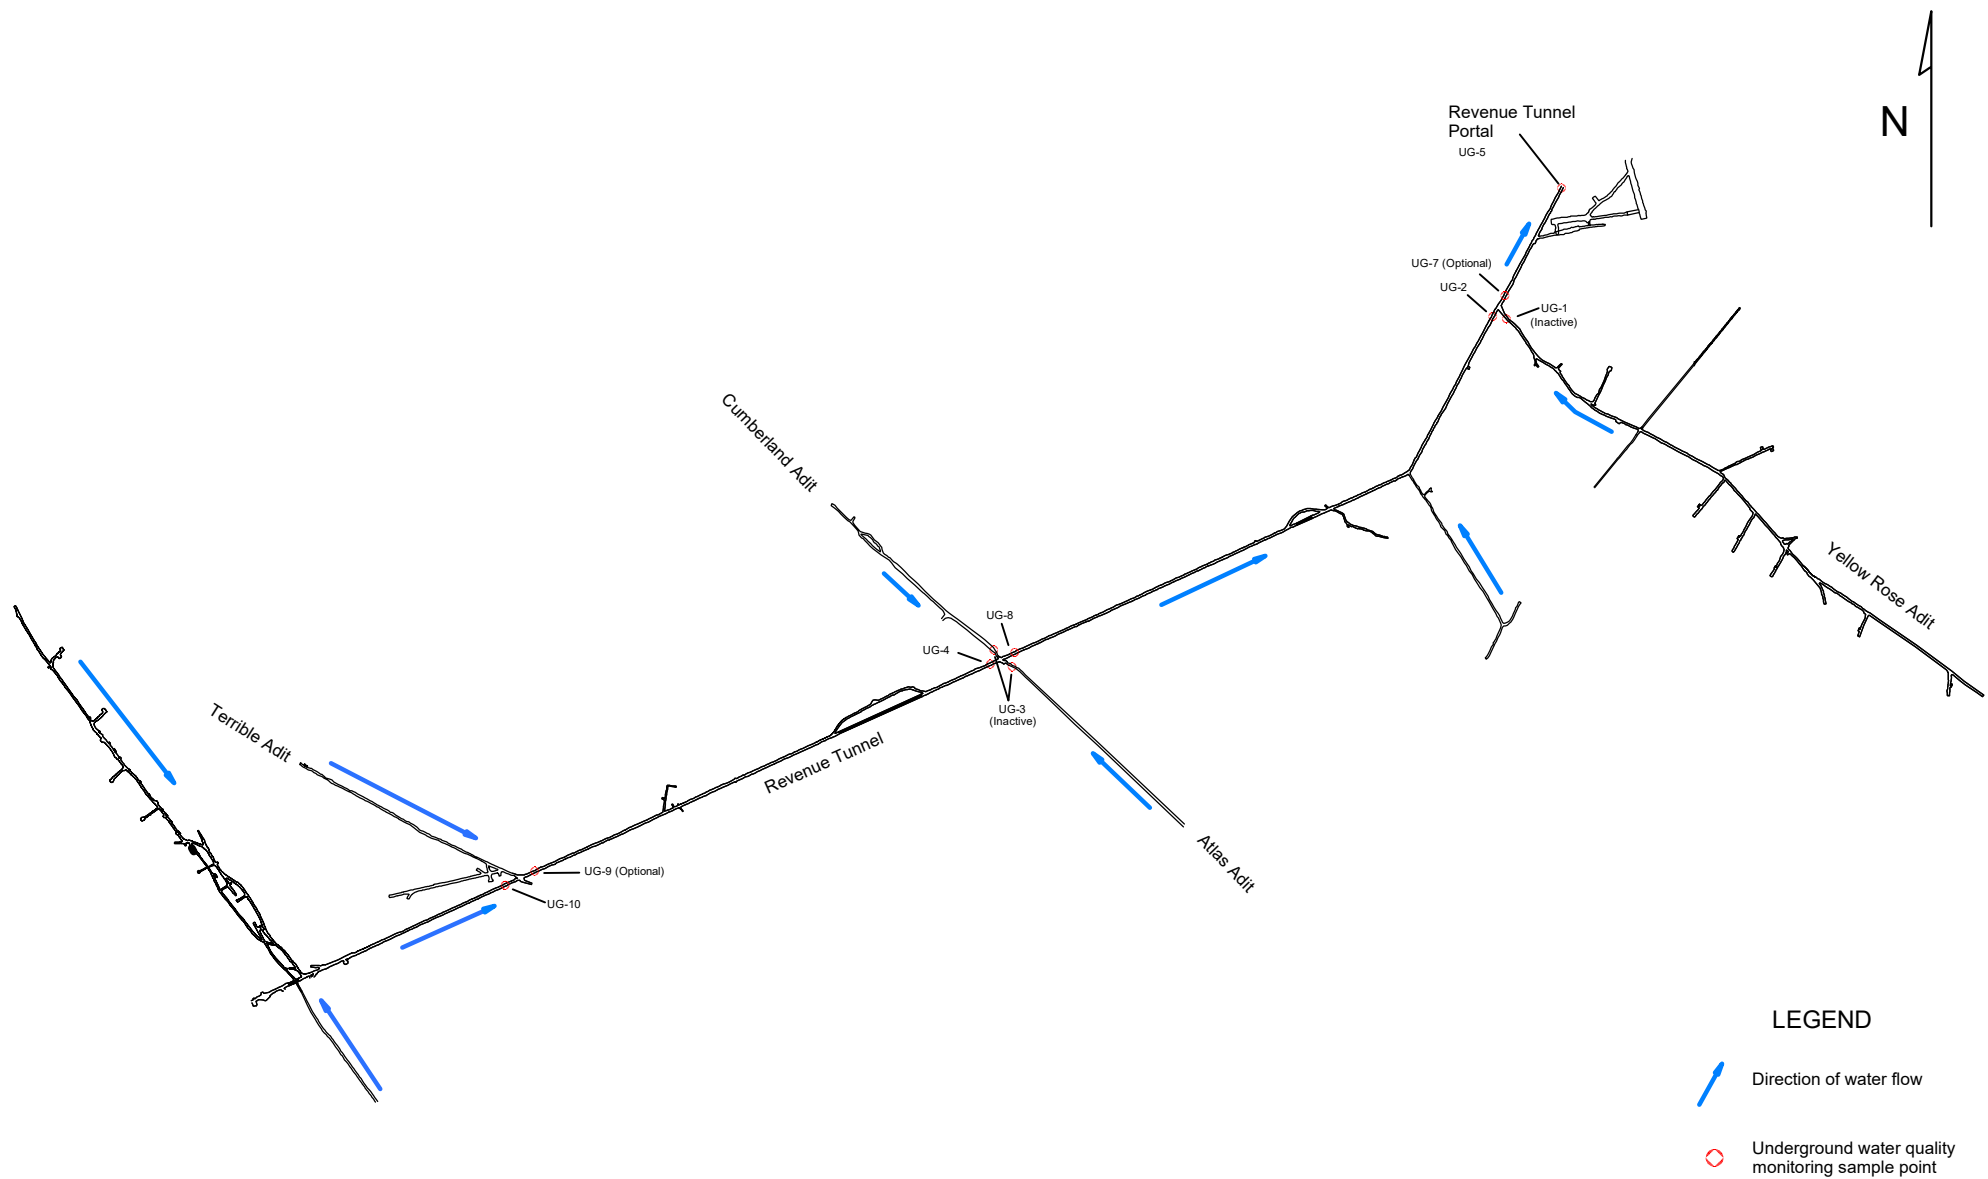 Revenue Tunnel
Portal
UG-5
N
UG-7 (Optional)
UG-2
UG-1
(Inactive)
Cumberland Adit
Yellow Rose Adit
UG-8
UG-4
UG-3
(Inactive)
Terrible Adit
Revenue Tunnel
Atlas Adit
UG-9 (Optional)
UG-10
LEGEND
Direction of water flow
Underground water quality
monitoring sample point